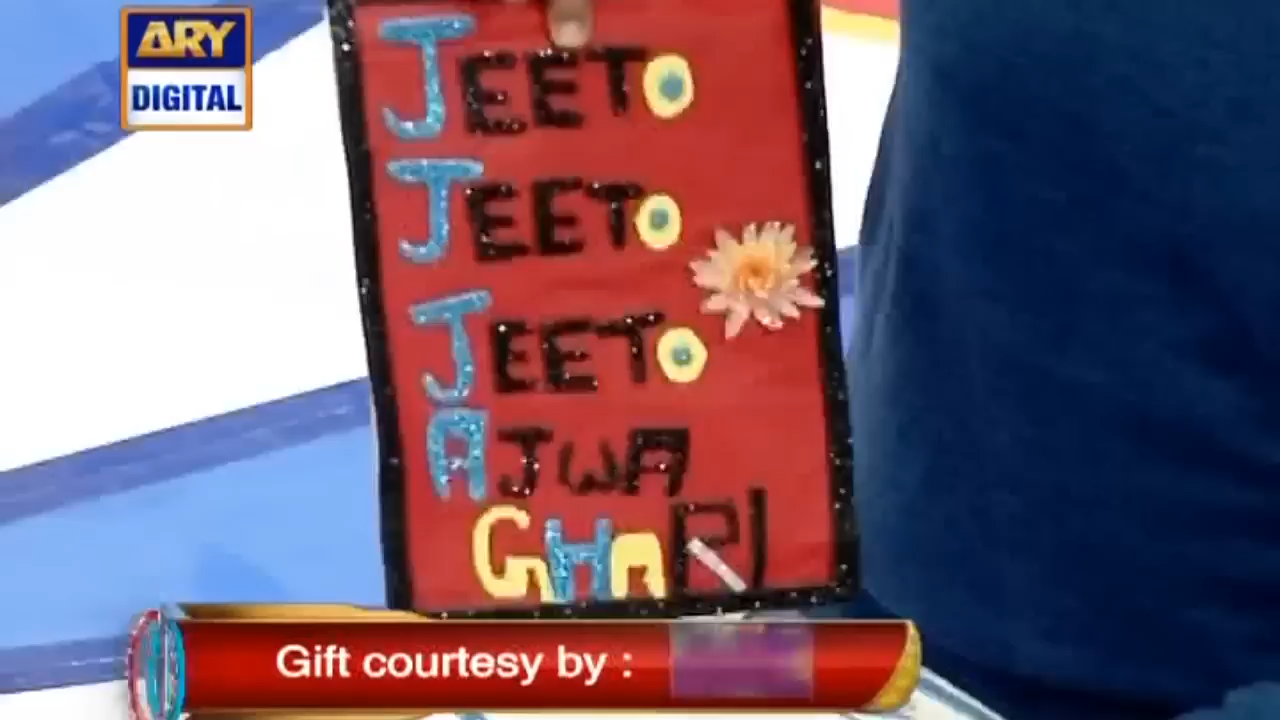 ARY
DIGITAL
JEETO
JEETO
JEETO
AJWA
GHARI
Gift courtesy by :